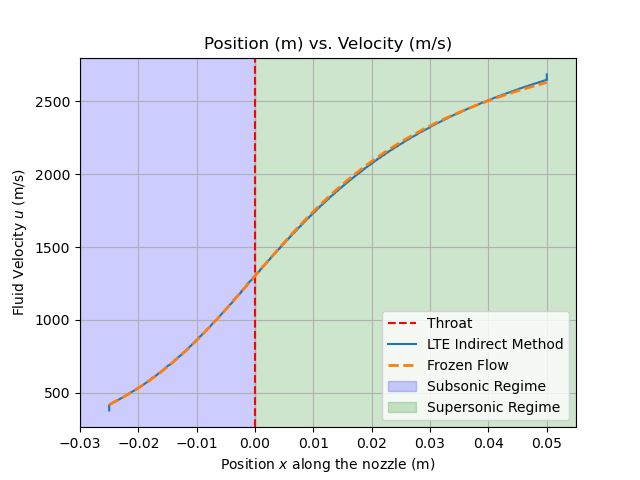 Position (m) vs. Velocity (m/s)
Fluid Velocity u (m/s)
2500
2000
1500
1000
500
Throat
LTE Indirect Method
Frozen Flow
Subsonic Regime
Supersonic Regime
−0.03 −0.02 −0.01 0.00 0.01 0.02 0.03 0.04 0.05
Position x along the nozzle (m)